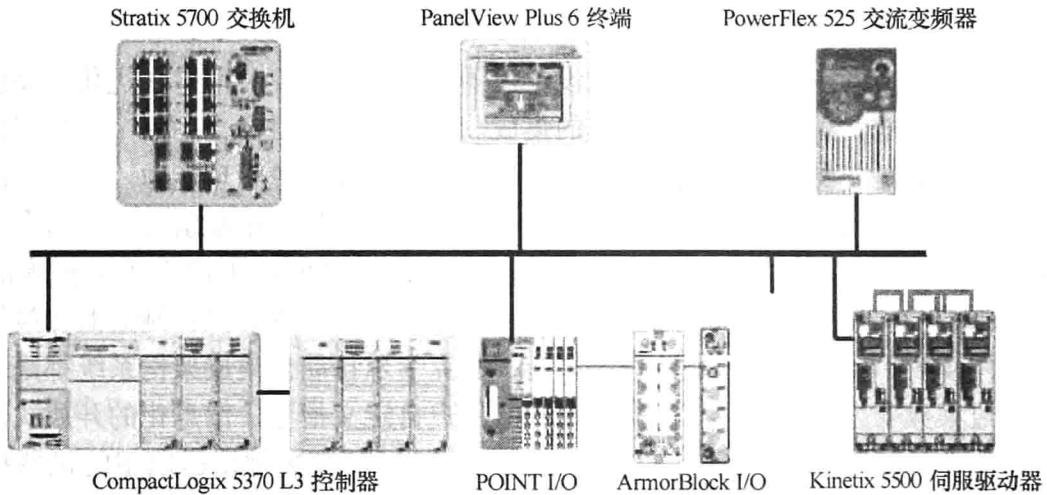 Stratix 5700 交换机
PanelView Plus 6 终端
PowerFlex 525 交流变频器
CompactLogix 5370 L3 控制器
POINT I/O
ArmorBlock I/O
Kinetix 5500 伺服驱动器